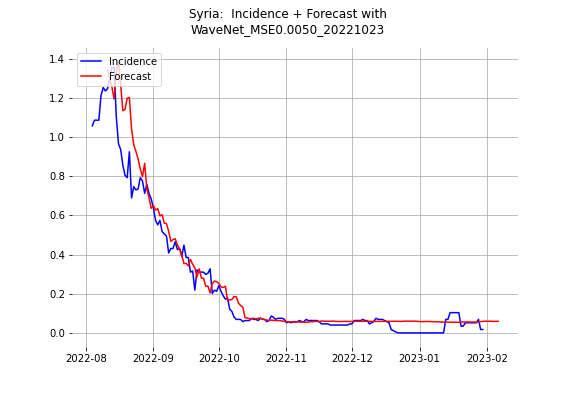 Syria:  Incidence + Forecast with
WaveNet_MSE0.0050_20221023
Incidence
Forecast
1.4
1.2
1.0
0.8
0.6
0.4
0.2
0.0
2022-08 2022-09 2022-10 2022-11 2022-12 2023-01 2023-02